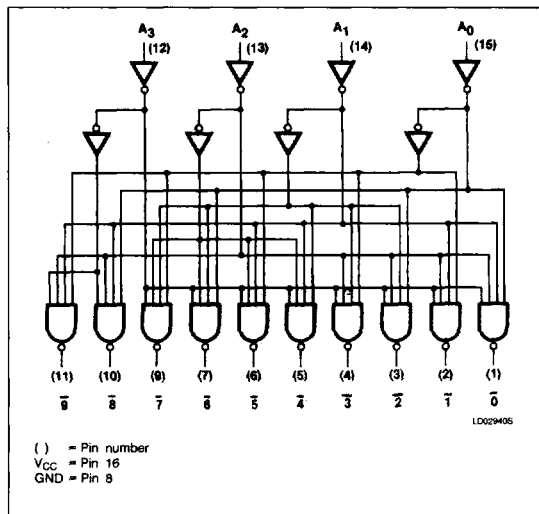 A3 A2 A1 A0
(12) (13) (14) (15)
(11) (10) (9) (7) (6) (5) (4) (3) (2) (1)
9̅ 8̅ 7̅ 6̅ 5̅ 4̅ 3̅ 2̅ 1̅ 0̅
LD02940S
( ) = Pin number
VCC = Pin 16
GND = Pin 8